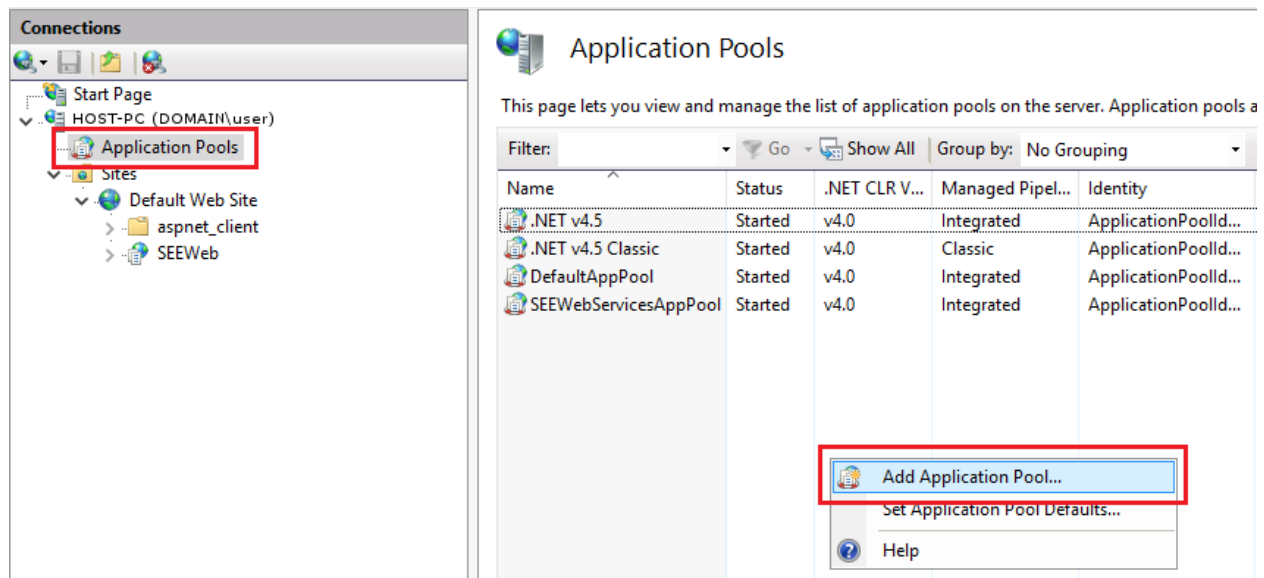 Connections
Start Page
HOST-PC (DOMAIN\user)
Application Pools
Sites
Default Web Site
aspnet_client
SEEWeb
Application Pools
This page lets you view and manage the list of application pools on the server. Application pools a
Filter: Go Show All Group by: No Grouping
Name Status .NET CLR V... Managed Pipel... Identity
.NET v4.5 Started v4.0 Integrated ApplicationPoolId...
.NET v4.5 Classic Started v4.0 Classic ApplicationPoolId...
DefaultAppPool Started v4.0 Integrated ApplicationPoolId...
SEEWebServicesAppPool Started v4.0 Integrated ApplicationPoolId...
Add Application Pool...
Set Application Pool Defaults...
Help